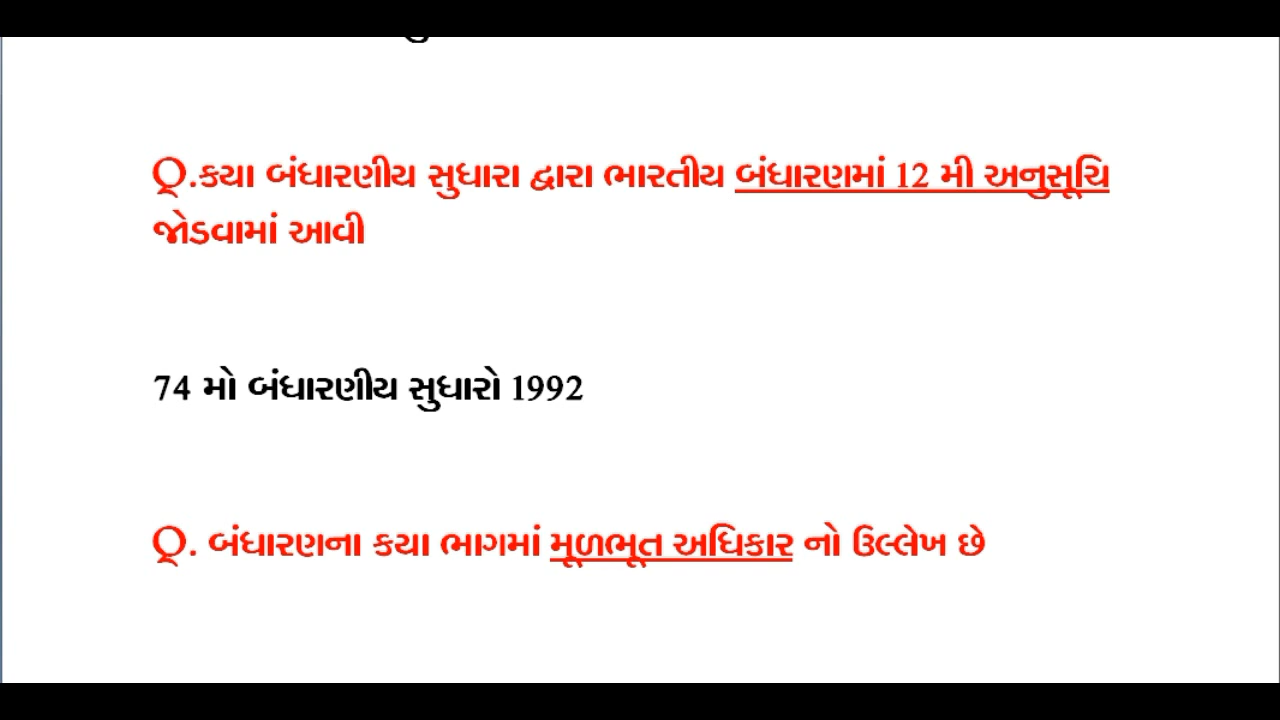 Q.કયા બંધારણીય સુધારા દ્વારા ભારતીય બંધારણમાં 12 મી અનુસૂચિ
જોડવામાં આવી
74 મો બંધારણીય સુધારો 1992
Q. બંધારણના કયા ભાગમાં મૂળભૂત અધિકાર નો ઉલ્લેખ છે